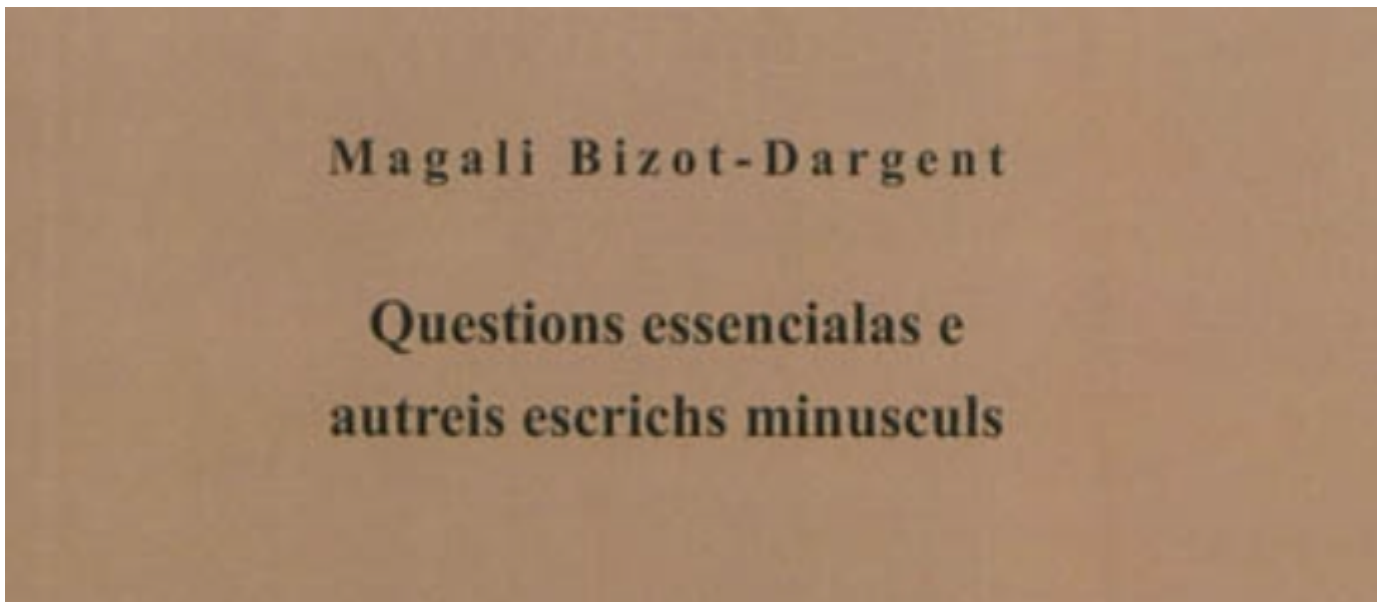 Magali Bizot-Dargent
Questions essencialas e
autreis escrichs minusculs